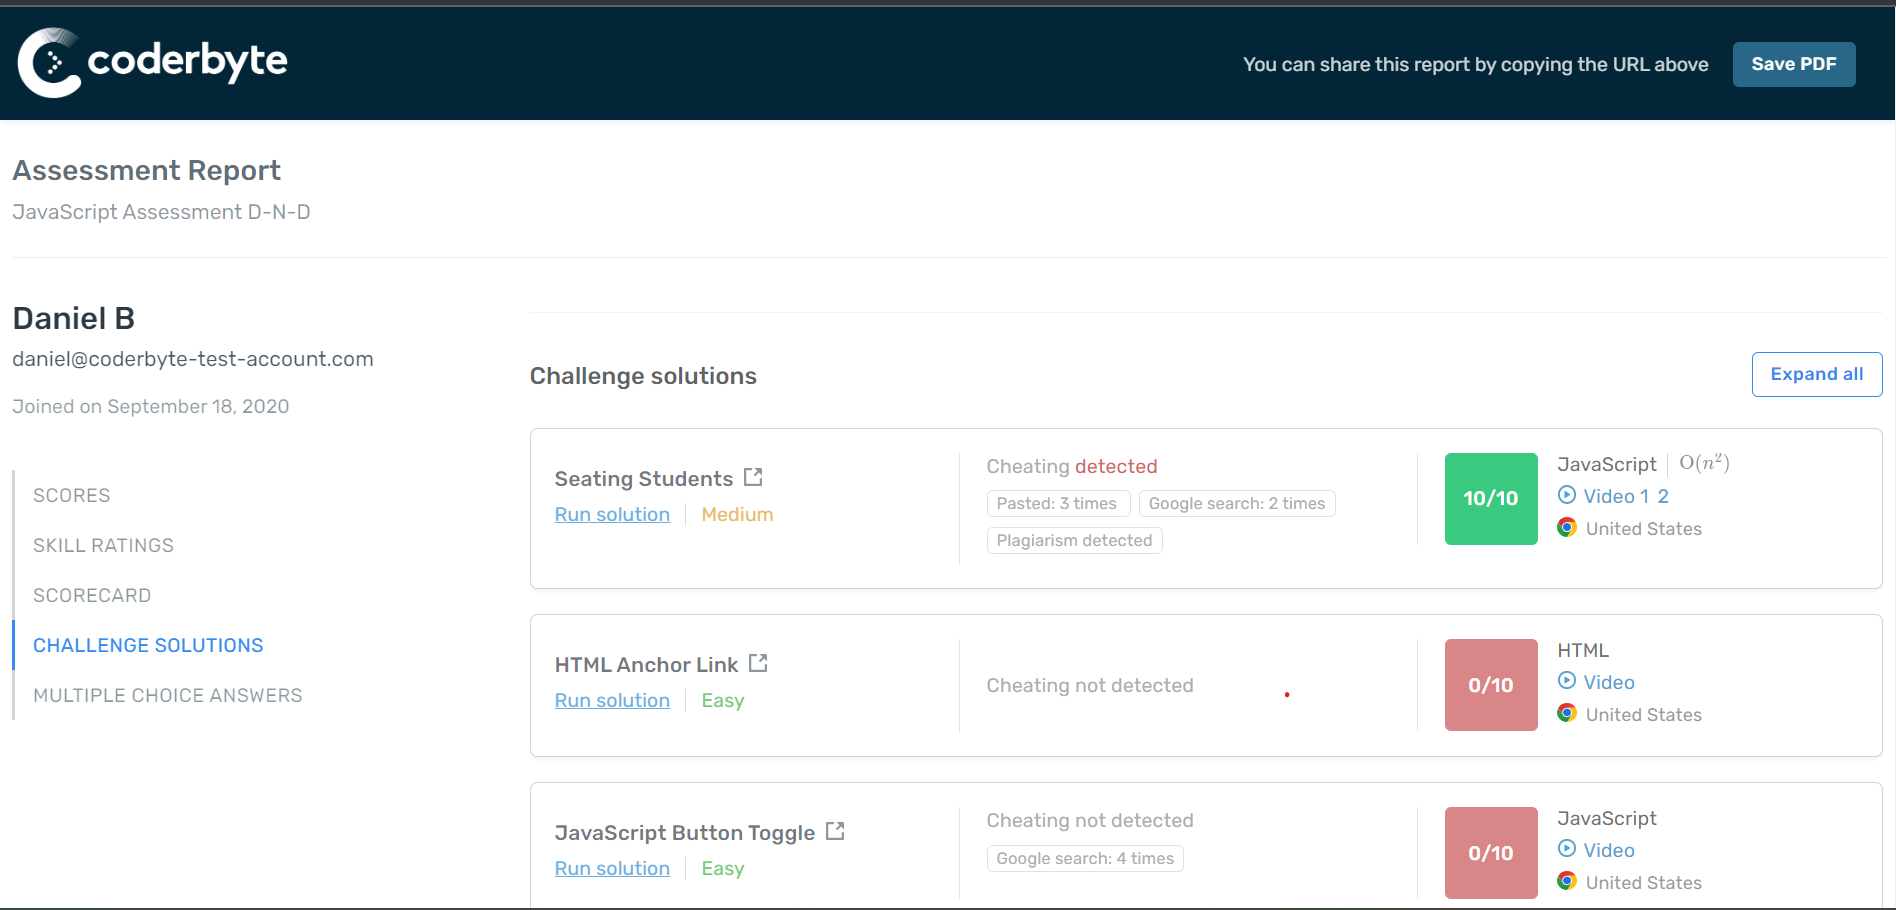 coderbyte
You can share this report by copying the URL above
Save PDF
Assessment Report
JavaScript Assessment D-N-D
Daniel B
daniel@coderbyte-test-account.com
Joined on September 18, 2020
SCORES
SKILL RATINGS
SCORECARD
CHALLENGE SOLUTIONS
MULTIPLE CHOICE ANSWERS
Challenge solutions
Expand all
Seating Students
Run solution
Medium
Cheating detected
Pasted: 3 times
Google search: 2 times
Plagiarism detected
10/10
JavaScript
O(n²)
Video 1 2
United States
HTML Anchor Link
Run solution
Easy
Cheating not detected
0/10
HTML
Video
United States
JavaScript Button Toggle
Run solution
Easy
Cheating not detected
Google search: 4 times
0/10
JavaScript
Video
United States